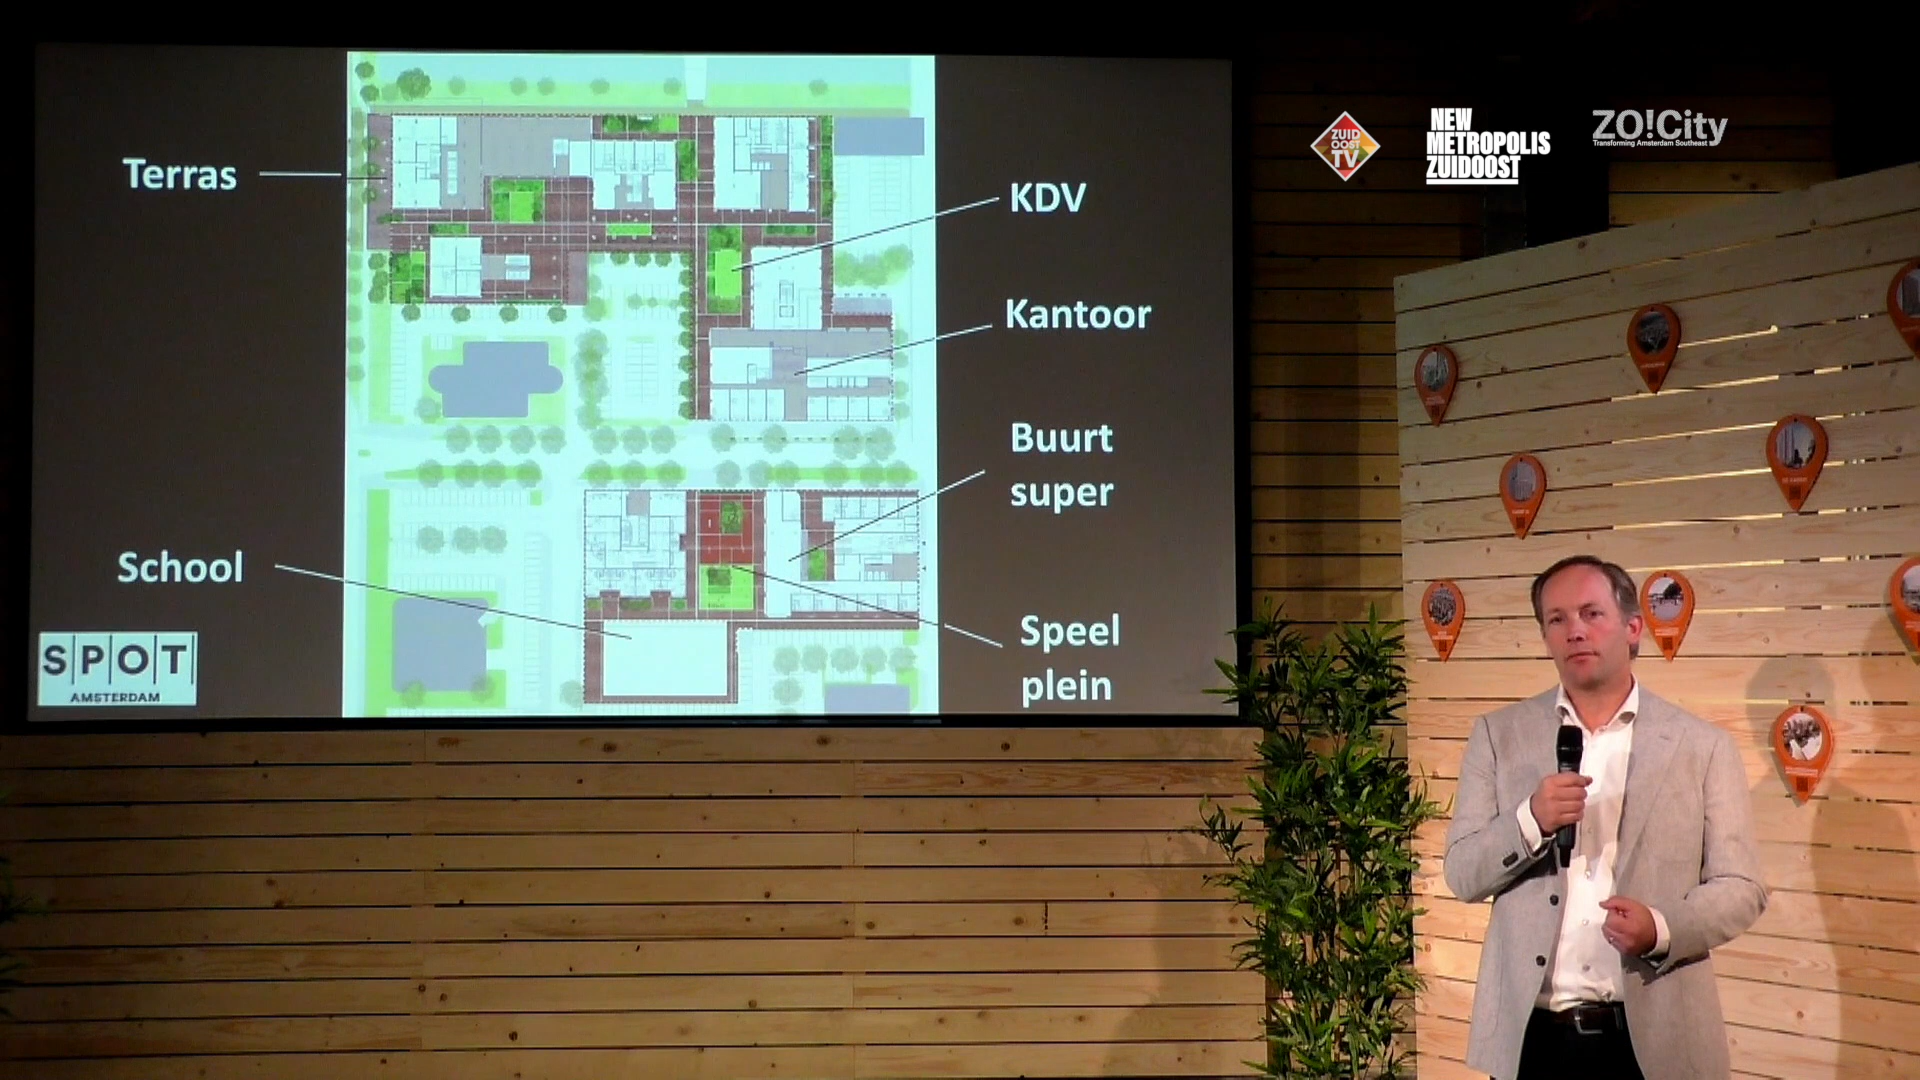 Terras
KDV
Kantoor
Buurt
super
School
Speel
plein
SPOT
AMSTERDAM
ZUID
OOST
TV
NEW
METROPOLIS
ZUIDOOST
ZO!City
Transforming Amsterdam Southeast